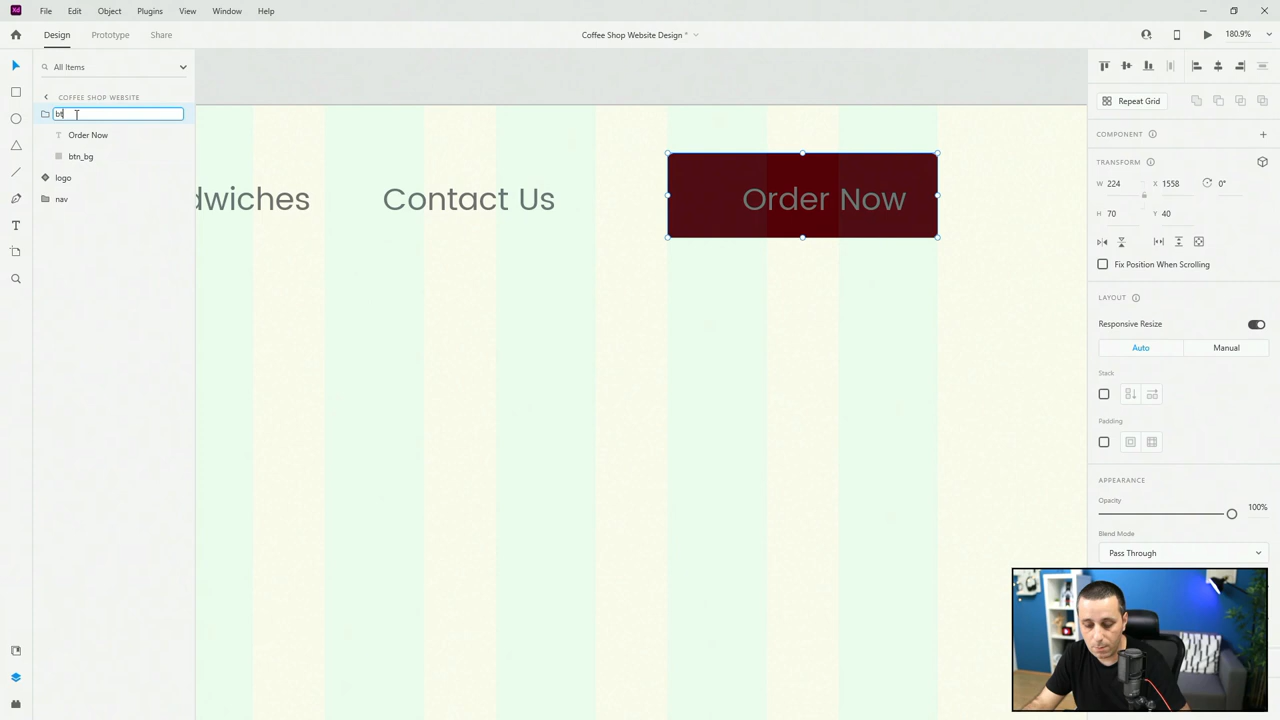 Xd File Edit Object Plugins View Window Help
Design Prototype Share
Coffee Shop Website Design *
180.9%
All Items
COFFEE SHOP WEBSITE
bt
Order Now
btn_bg
logo
nav
dwiches
Contact Us
Order Now
Repeat Grid
COMPONENT
TRANSFORM
W 224 X 1558 0°
H 70 Y 40
Fix Position When Scrolling
LAYOUT
Responsive Resize
Auto Manual
Stack
Padding
APPEARANCE
Opacity
100%
Blend Mode
Pass Through